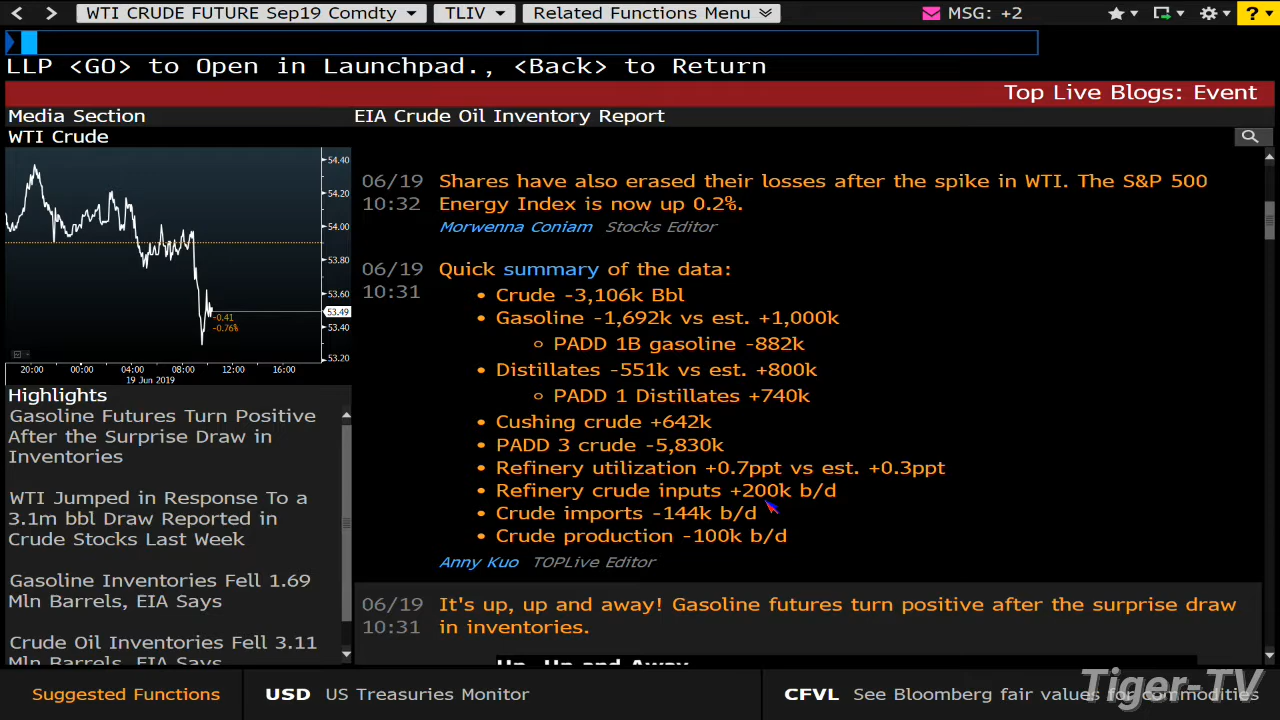 WTI CRUDE FUTURE Sep19 Comdty TLIV Related Functions Menu MSG: +2 ?
LLP <GO> to Open in Launchpad., <Back> to Return
Top Live Blogs: Event
Media Section
EIA Crude Oil Inventory Report
WTI Crude
54.40
54.20
54.00
53.80
53.60
53.49
53.40
53.20
-0.41
-0.76%
20:00 00:00 04:00 08:00 12:00 16:00
19 Jun 2019
Highlights
Gasoline Futures Turn Positive
After the Surprise Draw in
Inventories
WTI Jumped in Response To a
3.1m bbl Draw Reported in
Crude Stocks Last Week
Gasoline Inventories Fell 1.69
Mln Barrels, EIA Says
Crude Oil Inventories Fell 3.11
Mln Barrels, EIA Says
06/19 Shares have also erased their losses after the spike in WTI. The S&P 500
10:32 Energy Index is now up 0.2%.
Morwenna Coniam Stocks Editor
06/19 Quick summary of the data:
10:31
• Crude -3,106k Bbl
• Gasoline -1,692k vs est. +1,000k
○ PADD 1B gasoline -882k
• Distillates -551k vs est. +800k
○ PADD 1 Distillates +740k
• Cushing crude +642k
• PADD 3 crude -5,830k
• Refinery utilization +0.7ppt vs est. +0.3ppt
• Refinery crude inputs +200k b/d
• Crude imports -144k b/d
• Crude production -100k b/d
Anny Kuo TOPLive Editor
06/19 It's up, up and away! Gasoline futures turn positive after the surprise draw
10:31 in inventories.
Up, Up and Away
Suggested Functions USD US Treasuries Monitor CFVL See Bloomberg fair values for commodities
Tiger-TV